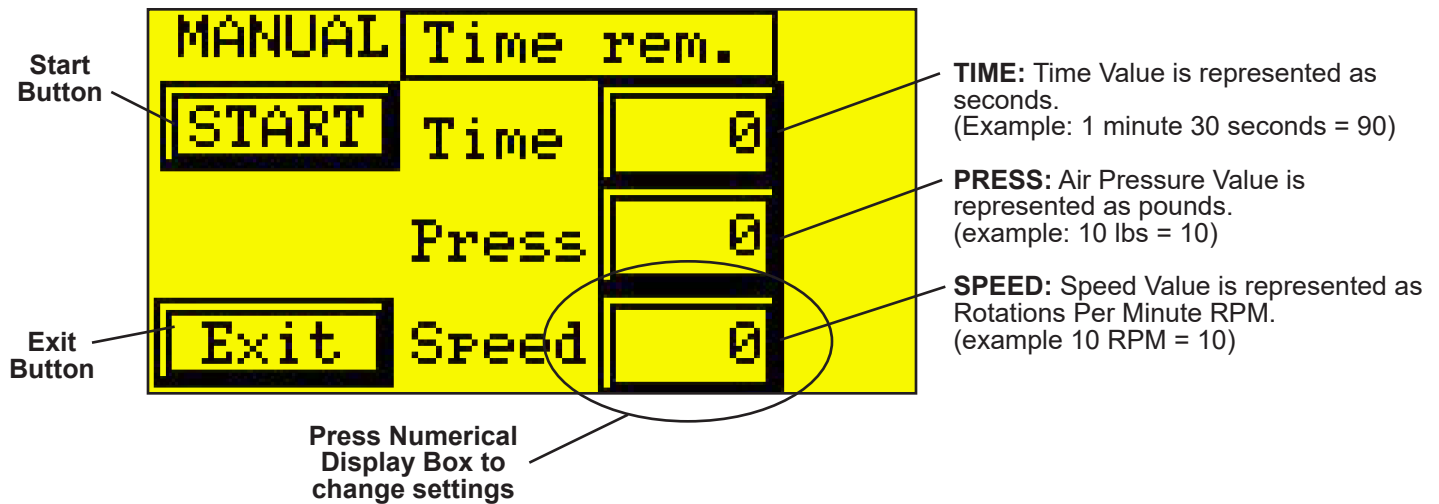 MANUAL
Time rem.
Start
Button
START
Time
0
TIME: Time Value is represented as
seconds.
(Example: 1 minute 30 seconds = 90)
Press
0
PRESS: Air Pressure Value is
represented as pounds.
(example: 10 lbs = 10)
Exit
Button
Exit
Speed
0
SPEED: Speed Value is represented as
Rotations Per Minute RPM.
(example 10 RPM = 10)
Press Numerical
Display Box to
change settings